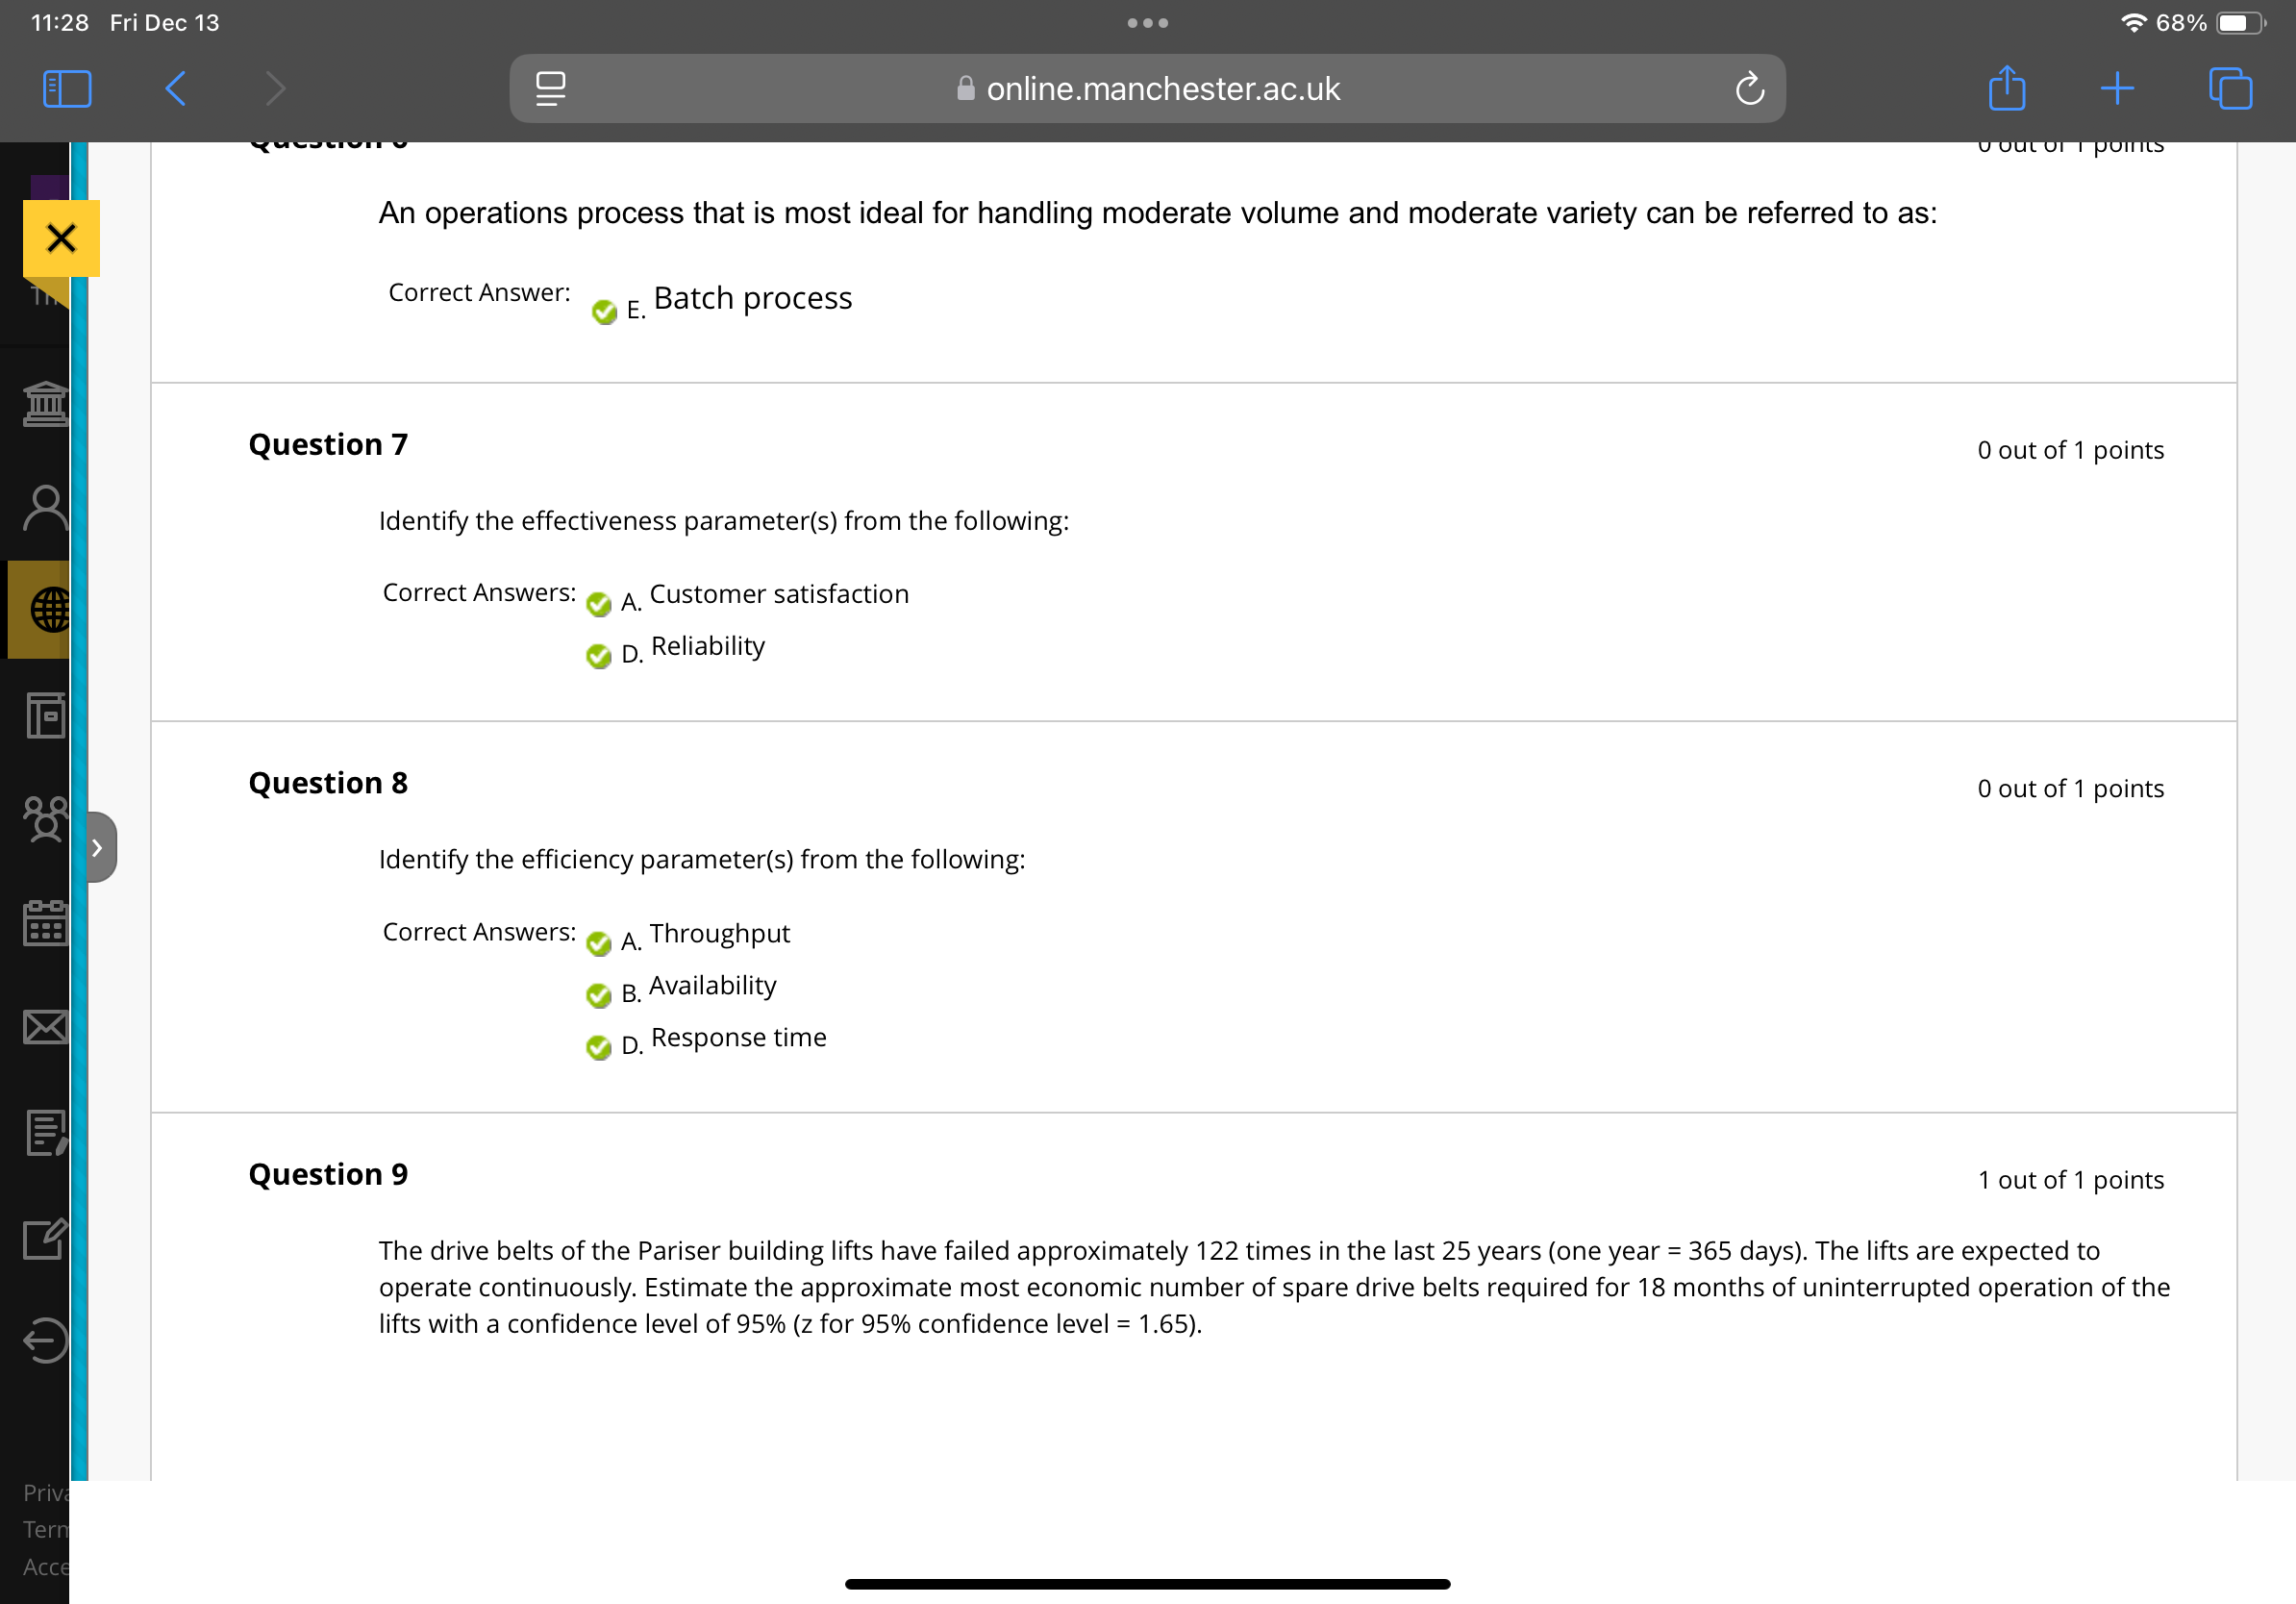 11:28 Fri Dec 13
68%
online.manchester.ac.uk
Question 6
0 out of 1 points
An operations process that is most ideal for handling moderate volume and moderate variety can be referred to as:
Correct Answer:
E. Batch process
Question 7
0 out of 1 points
Identify the effectiveness parameter(s) from the following:
Correct Answers:
A. Customer satisfaction
D. Reliability
Question 8
0 out of 1 points
Identify the efficiency parameter(s) from the following:
Correct Answers:
A. Throughput
B. Availability
D. Response time
Question 9
1 out of 1 points
The drive belts of the Pariser building lifts have failed approximately 122 times in the last 25 years (one year = 365 days). The lifts are expected to
operate continuously. Estimate the approximate most economic number of spare drive belts required for 18 months of uninterrupted operation of the
lifts with a confidence level of 95% (z for 95% confidence level = 1.65).
Priva
Term
Acce